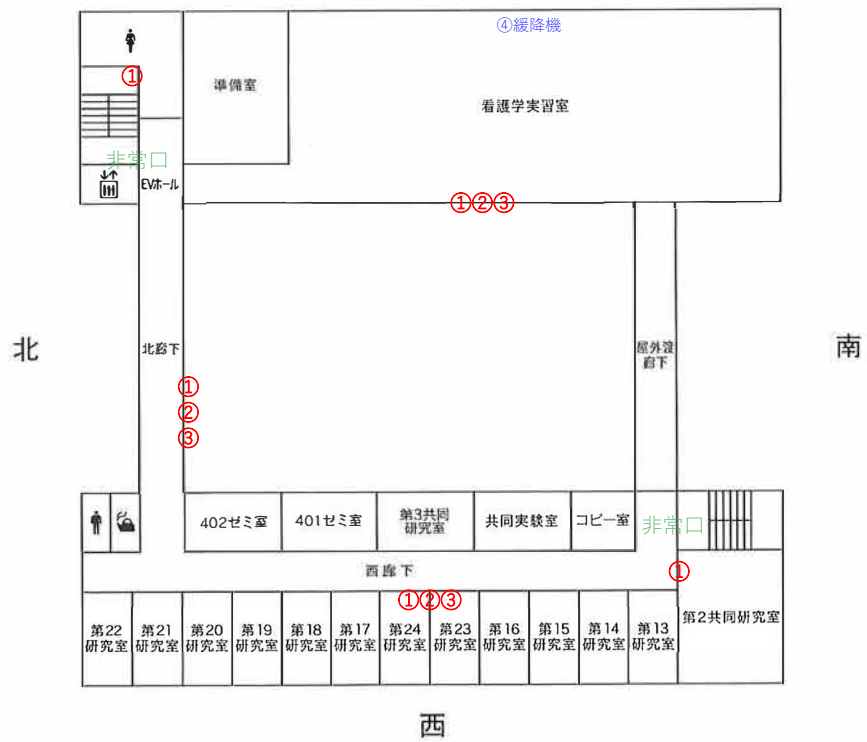 ④緩降機
①
準備室
看護学実習室
非常口
EVホール
①②③
北
北廊下
屋外渡
廊下
南
①
②
③
402ゼミ室
401ゼミ室
第3共同
研究室
共同実験室
コピー室
非常口
西廊下
①
①②③
第22
研究室
第21
研究室
第20
研究室
第19
研究室
第18
研究室
第17
研究室
第24
研究室
第23
研究室
第16
研究室
第15
研究室
第14
研究室
第13
研究室
第2共同研究室
西